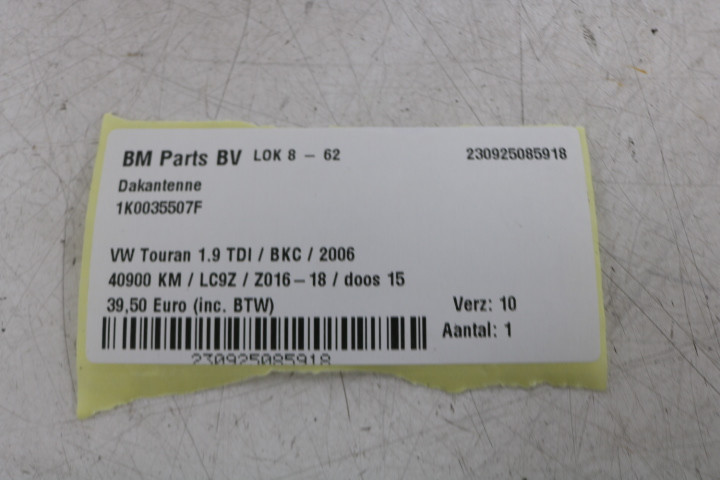 BM Parts BV LOK 8 - 62 230925085918
Dakantenne
1K0035507F
VW Touran 1.9 TDI / BKC / 2006
40900 KM / LC9Z / Z016-18 / doos 15
39,50 Euro (inc. BTW) Verz: 10
Aantal: 1
230925085918